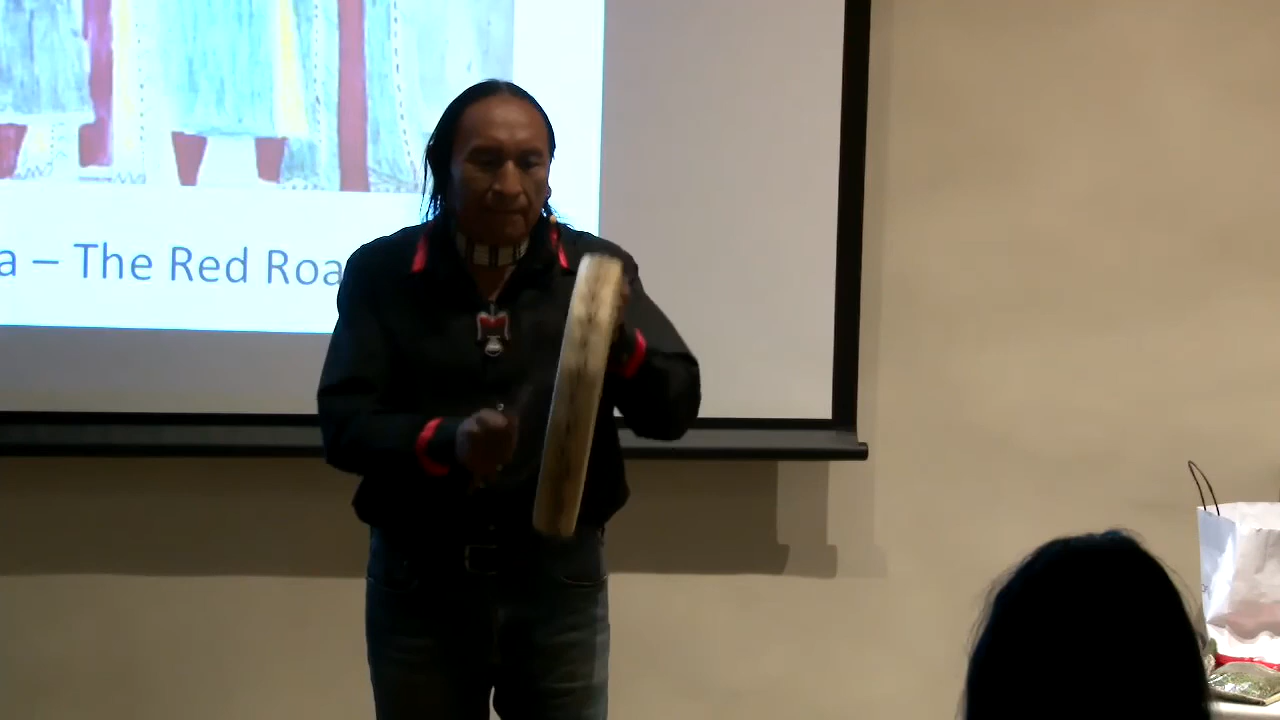 a – The Red Roa